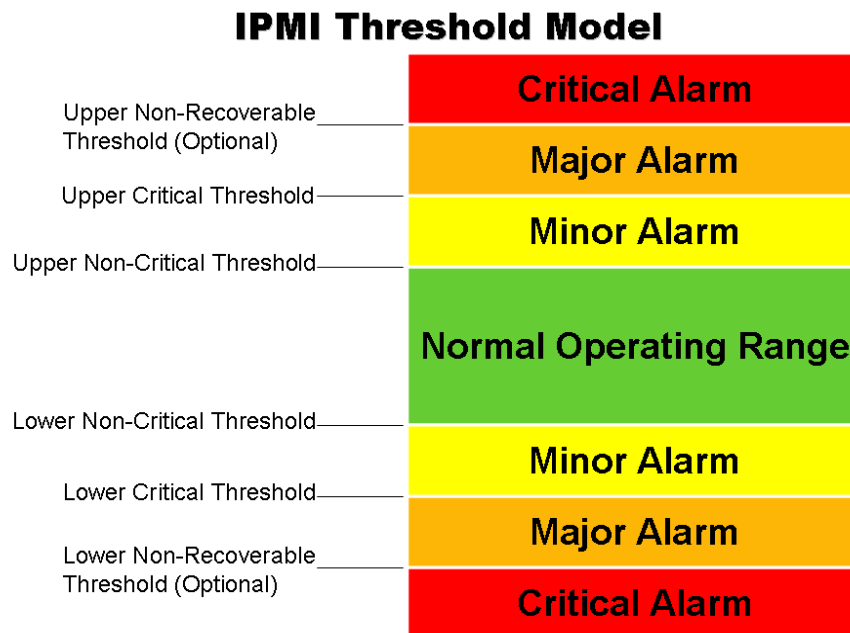 IPMI Threshold Model
Critical Alarm
Upper Non-Recoverable
Threshold (Optional)
Major Alarm
Upper Critical Threshold
Minor Alarm
Upper Non-Critical Threshold
Normal Operating Range
Lower Non-Critical Threshold
Minor Alarm
Lower Critical Threshold
Major Alarm
Lower Non-Recoverable
Threshold (Optional)
Critical Alarm